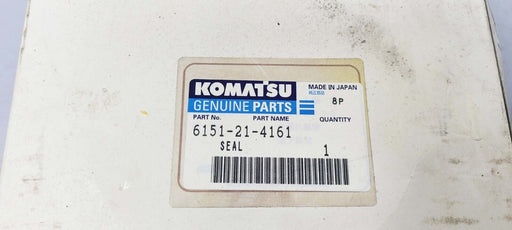 KOMATSU
MADE IN JAPAN
GENUINE PARTS
8P
PART No.
PART NAME
QUANTITY
6151-21-4161
SEAL
1